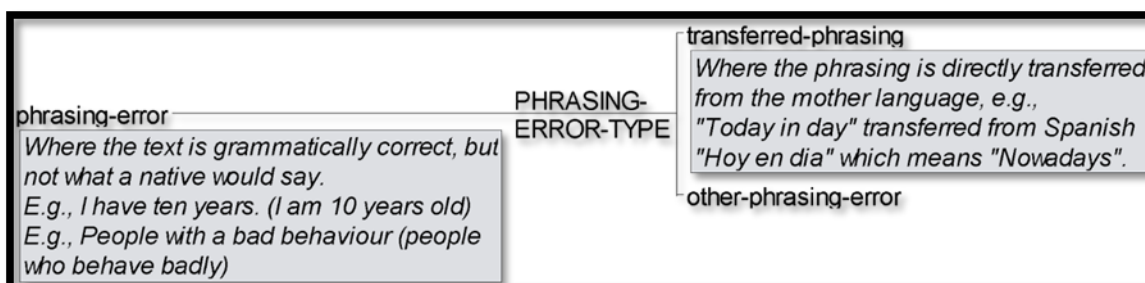 phrasing-error
Where the text is grammatically correct, but
not what a native would say.
E.g., I have ten years. (I am 10 years old)
E.g., People with a bad behaviour (people
who behave badly)
PHRASING-
ERROR-TYPE
transferred-phrasing
Where the phrasing is directly transferred
from the mother language, e.g.,
"Today in day" transferred from Spanish
"Hoy en dia" which means "Nowadays".
other-phrasing-error